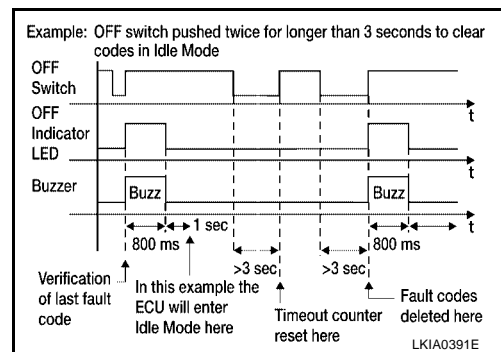 Example: OFF switch pushed twice for longer than 3 seconds to clear
codes in Idle Mode
OFF
Switch
t
OFF
Indicator
LED
t
Buzzer
Buzz
Buzz
t
1 sec
800 ms
800 ms
>3 sec
>3 sec
Verification
of last fault
code
In this example the
ECU will enter
Idle Mode here
Timeout counter
reset here
Fault codes
deleted here
LKIA0391E